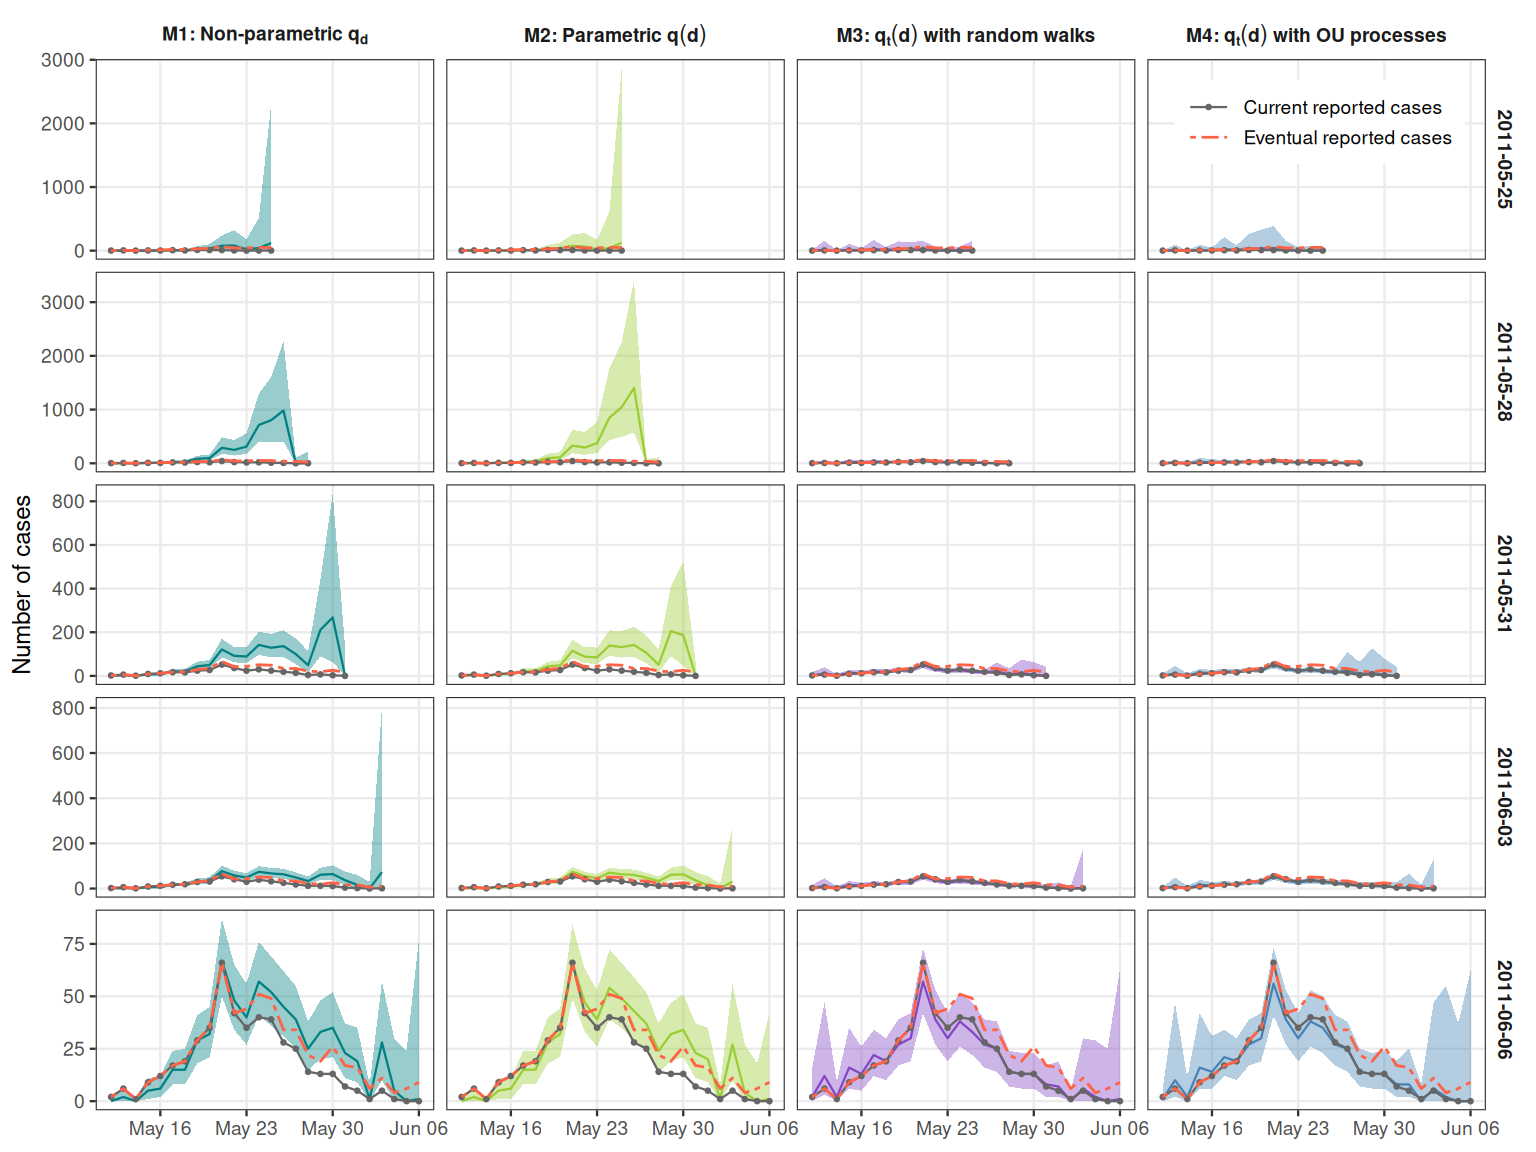 M1: Non-parametric qd
M2: Parametric q(d)
M3: qt(d) with random walks
M4: qt(d) with OU processes
3000
2000
1000
0
Current reported cases
Eventual reported cases
2011-05-25
3000
2000
1000
0
2011-05-28
Number of cases
800
600
400
200
0
2011-05-31
800
600
400
200
0
2011-06-03
75
50
25
0
2011-06-06
May 16 May 23 May 30 Jun 06
May 16 May 23 May 30 Jun 06
May 16 May 23 May 30 Jun 06
May 16 May 23 May 30 Jun 06